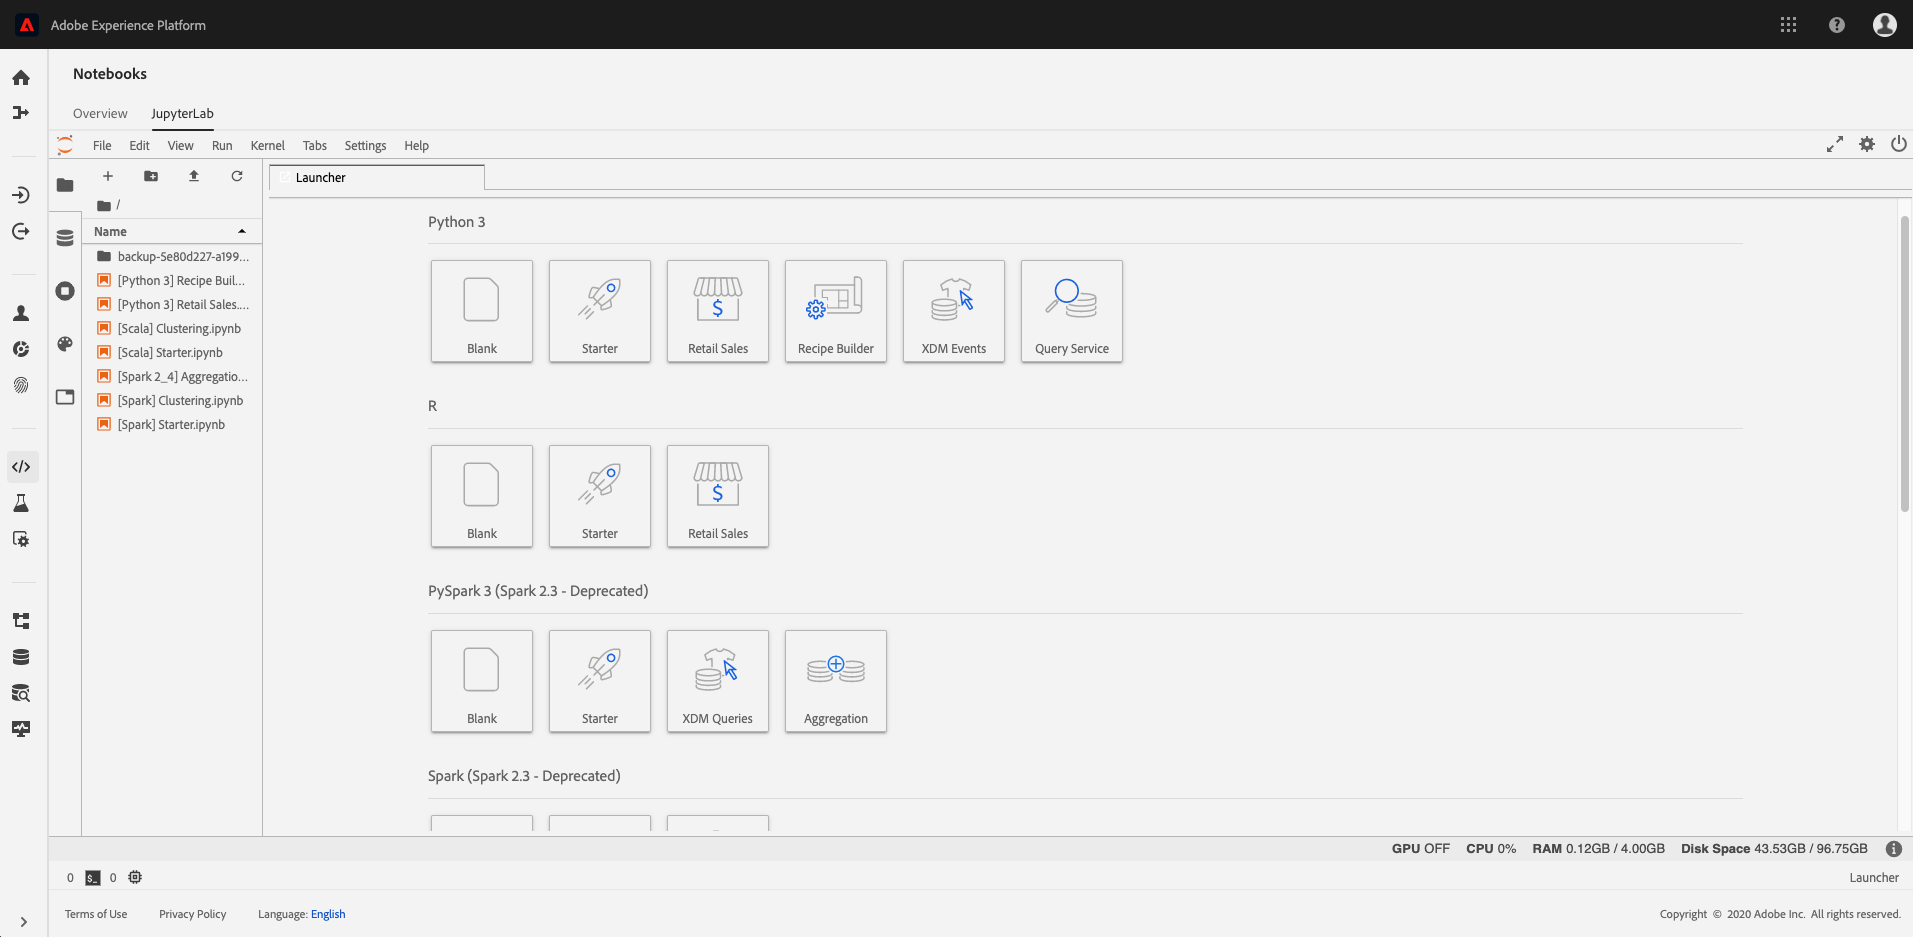 Adobe Experience Platform
Notebooks
Overview JupyterLab
File Edit View Run Kernel Tabs Settings Help
Launcher
/
Name
backup-5e80d227-a199...
[Python 3] Recipe Buil...
[Python 3] Retail Sales....
[Scala] Clustering.ipynb
[Scala] Starter.ipynb
[Spark 2_4] Aggregatio...
[Spark] Clustering.ipynb
[Spark] Starter.ipynb
Python 3
Blank Starter Retail Sales Recipe Builder XDM Events Query Service
R
Blank Starter Retail Sales
PySpark 3 (Spark 2.3 - Deprecated)
Blank Starter XDM Queries Aggregation
Spark (Spark 2.3 - Deprecated)
GPU OFF CPU 0% RAM 0.12GB / 4.00GB Disk Space 43.53GB / 96.75GB
0 $_ 0 Launcher
Terms of Use Privacy Policy Language: English Copyright © 2020 Adobe Inc. All rights reserved.